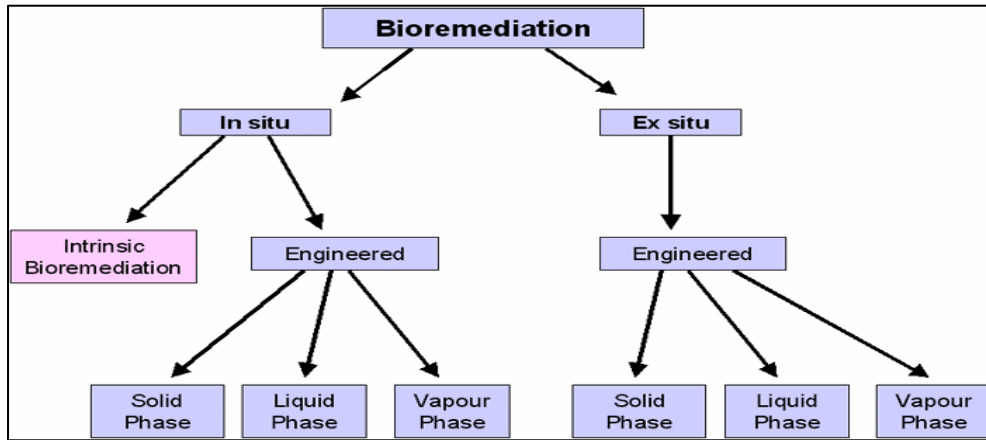 Bioremediation
In situ
Ex situ
Intrinsic
Bioremediation
Engineered
Engineered
Solid
Phase
Liquid
Phase
Vapour
Phase
Solid
Phase
Liquid
Phase
Vapour
Phase